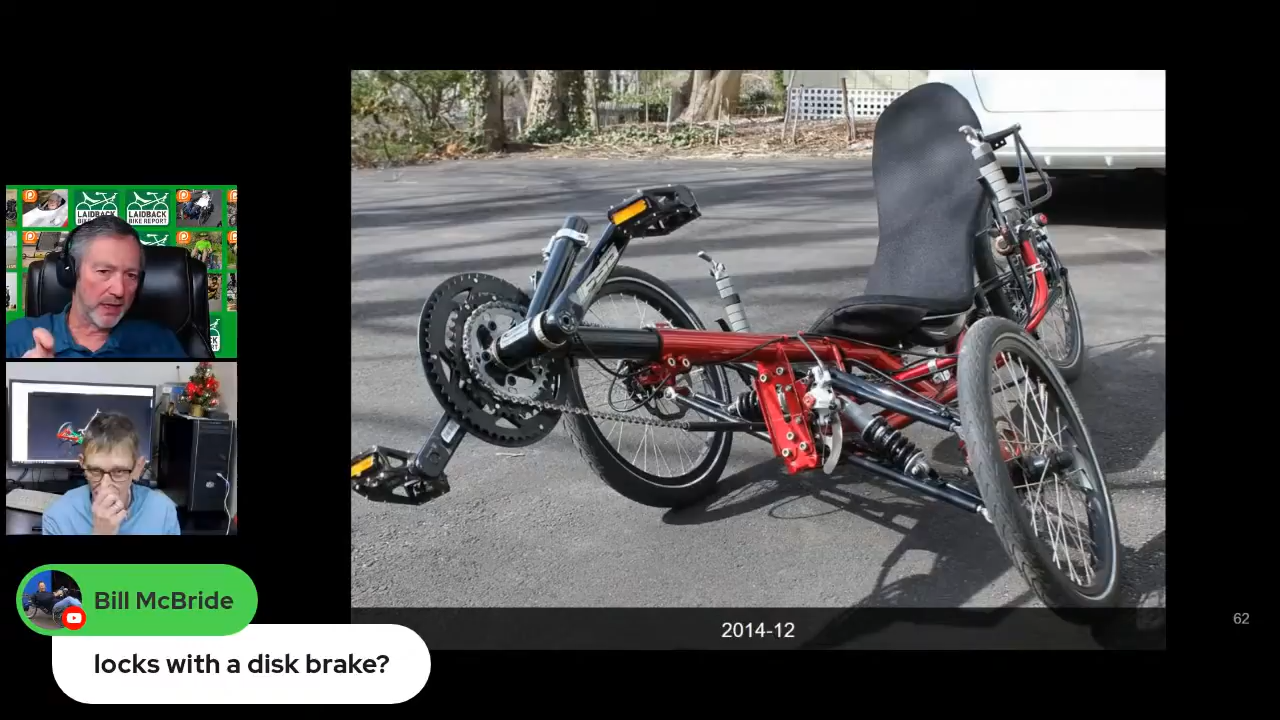 LAIDBACK
BIKE REPORT
LAIDBACK
BIKE REPORT
2014-12
62
Bill McBride
locks with a disk brake?